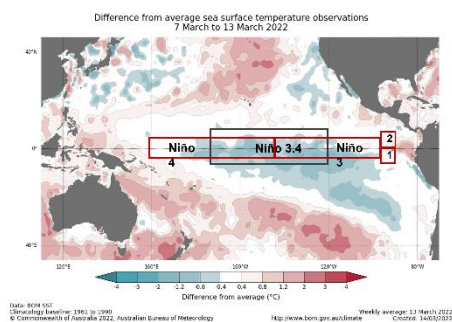 Difference from average sea surface temperature observations
7 March to 13 March 2022
40°N
0°
40°S
Niño 4
Niño 3.4
Niño 3
2
1
120°E 160°E 160°W 120°W 80°W
-4 -3 -2 -1.2 -0.8 -0.4 0.4 0.8 1.2 2 3 4
Difference from average (°C)
Data: BOM SST
Climatology baseline: 1961 to 1990
© Commonwealth of Australia 2022, Australian Bureau of Meteorology
http://www.bom.gov.au/climate
Weekly average: 13 March 2022
Created: 14/03/2022